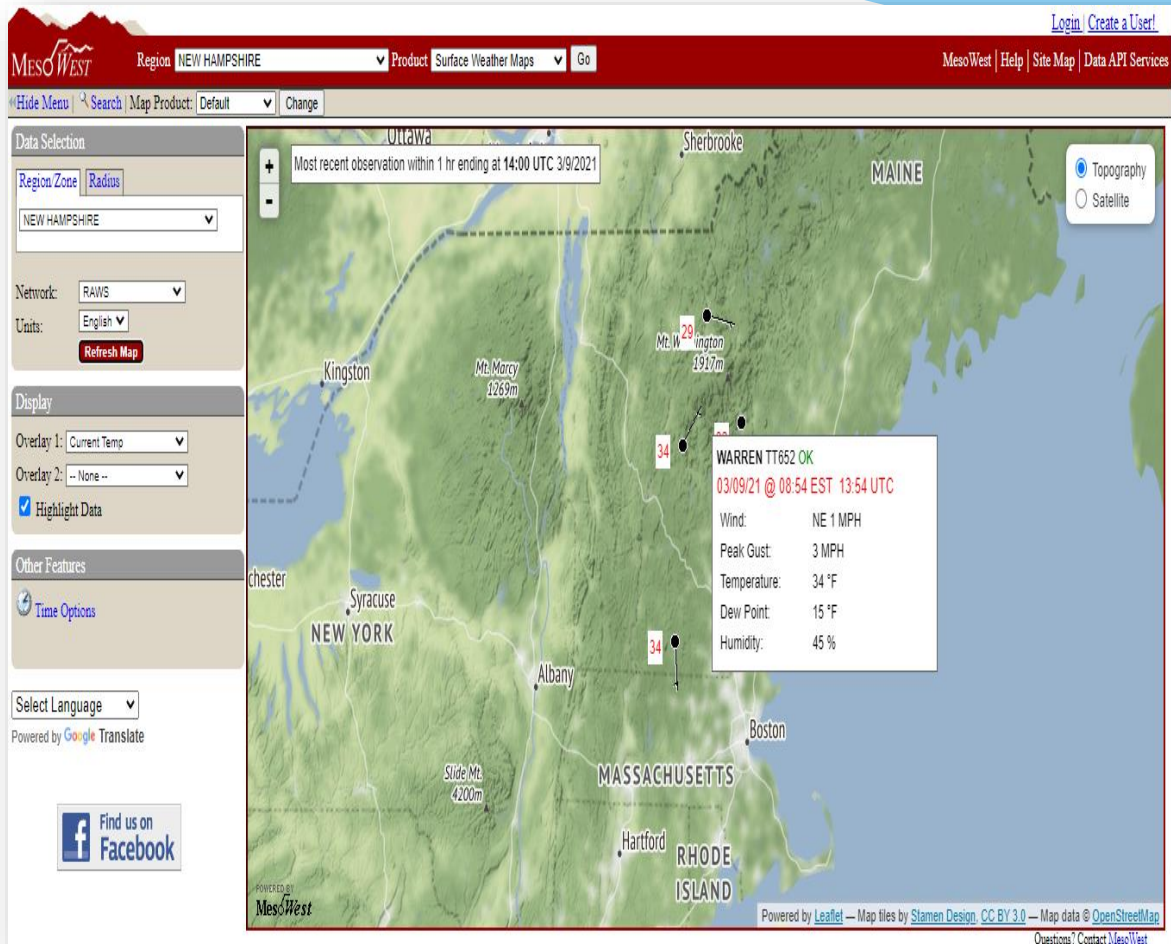 Login | Create a User!
MESOWEST Region NEW HAMPSHIRE Product Surface Weather Maps Go MesoWest | Help | Site Map | Data API Services
«Hide Menu | Search | Map Product: Default Change
Data Selection
Region/Zone Radius
NEW HAMPSHIRE
Network: RAWS
Units: English
Refresh Map
Display
Overlay 1: Current Temp
Overlay 2: -- None --
Highlight Data
Other Features
Time Options
Select Language
Powered by Google Translate
f Find us on
Facebook
+
-
Ottawa
Most recent observation within 1 hr ending at 14:00 UTC 3/9/2021
Sherbrooke
MAINE
Topography
Satellite
29
1917m
Kingston
Mt. Marcy
1269m
34
WARREN TT652 OK
03/09/21 @ 08:54 EST 13:54 UTC
Wind: NE 1 MPH
Peak Gust: 3 MPH
Temperature: 34 °F
Dew Point: 15 °F
Humidity: 45 %
chester
Syracuse
NEW YORK
34
Albany
Boston
Slide Mt.
4200m
MASSACHUSETTS
Hartford
RHODE
ISLAND
POWERED BY
MesoWest
Powered by Leaflet — Map tiles by Stamen Design, CC BY 3.0 — Map data © OpenStreetMap
Questions? Contact MesoWest